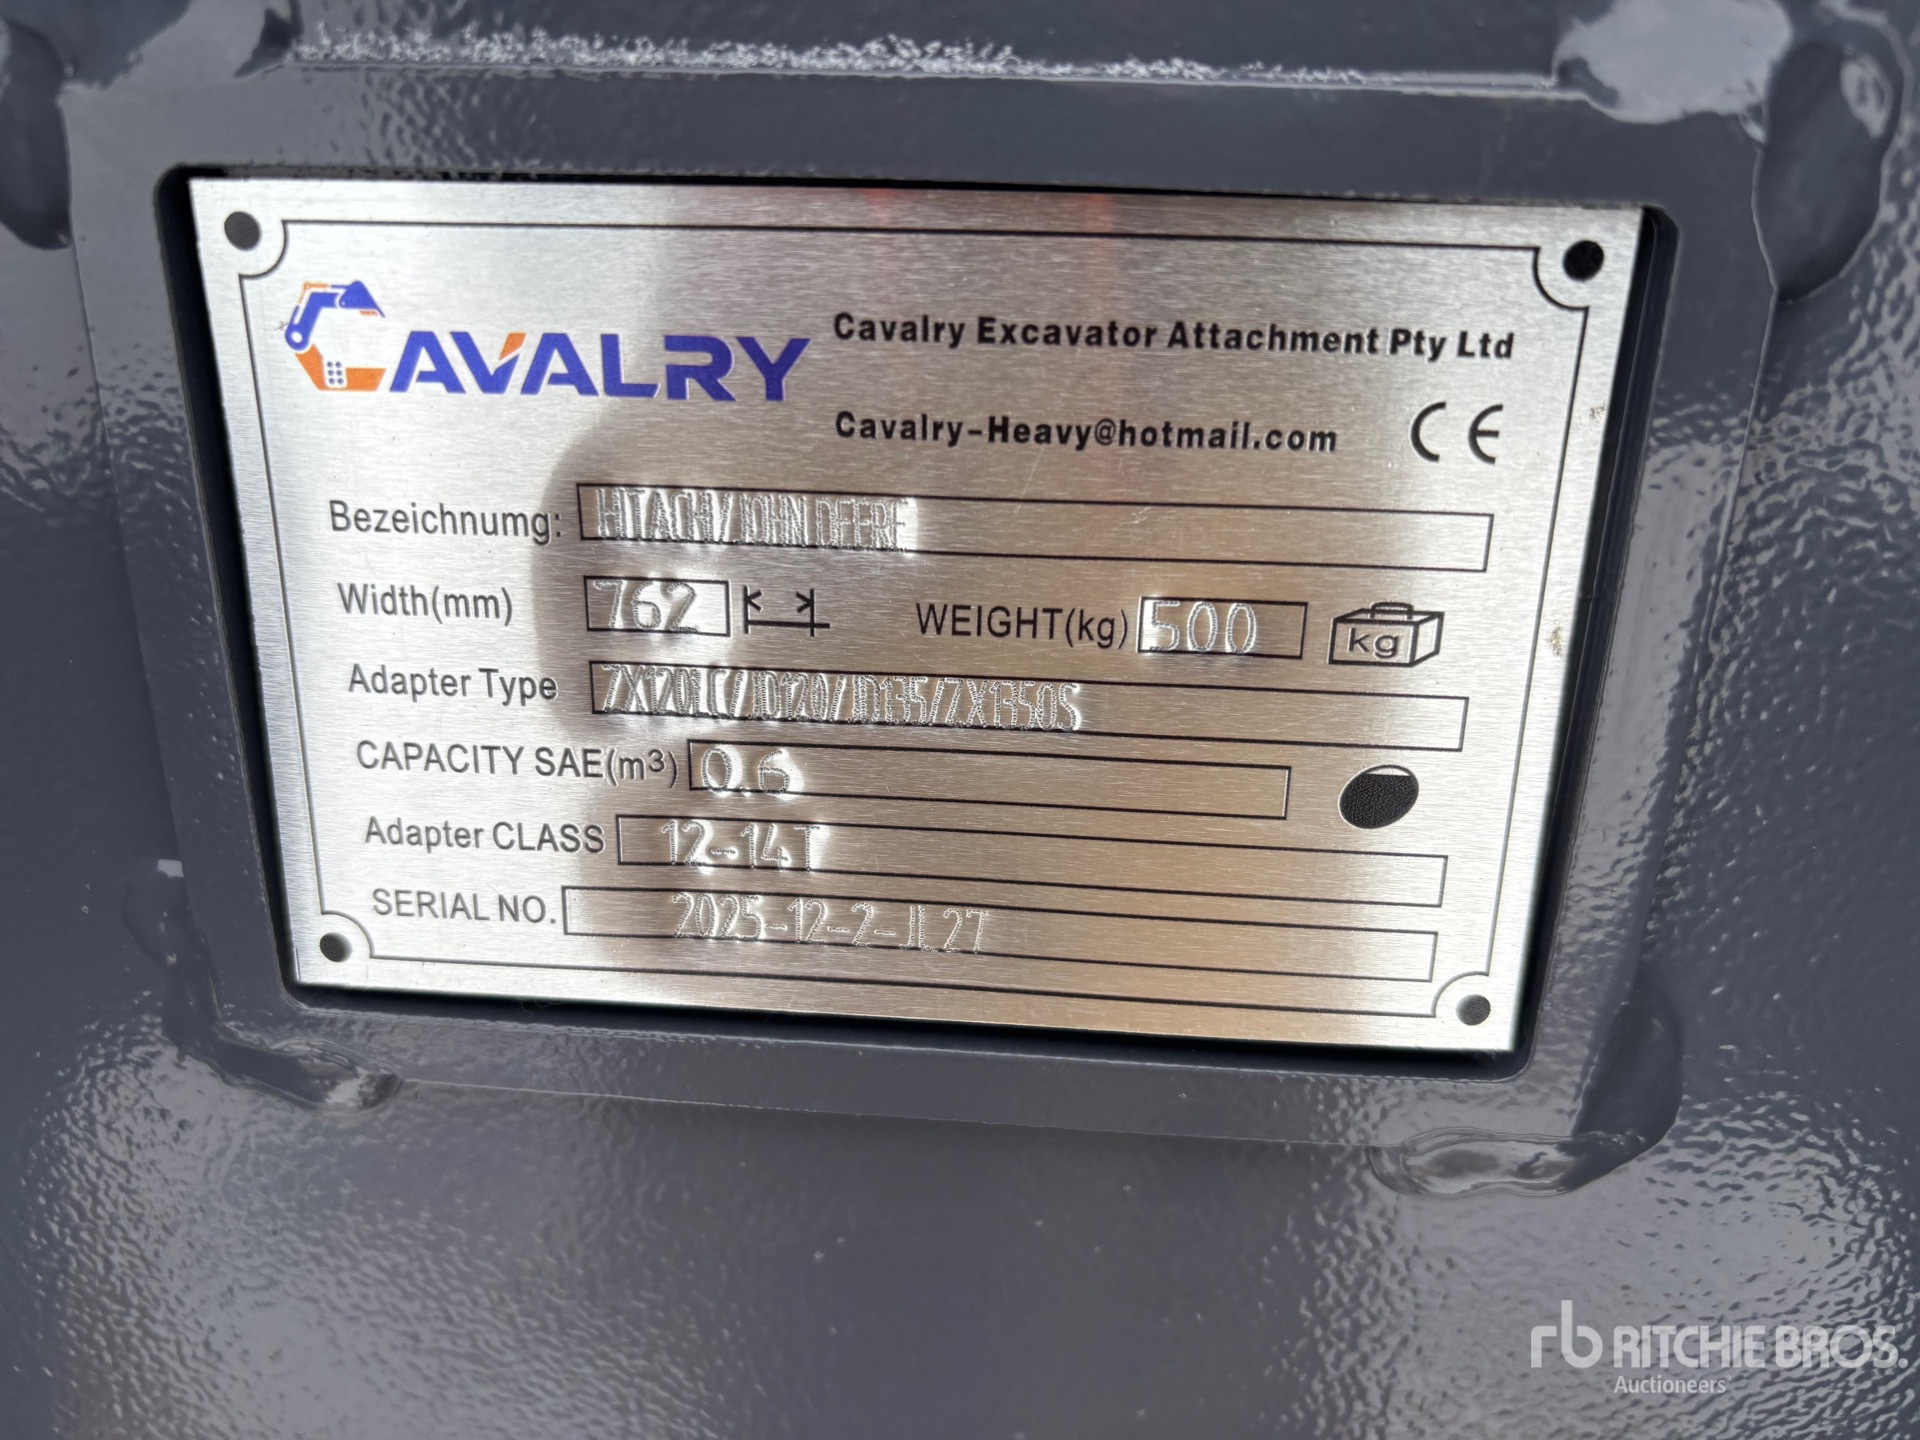 CAVALRY
Cavalry Excavator Attachment Pty Ltd
Cavalry-Heavy@hotmail.com CE
Bezeichnumg: HITACHI/JOHN DEERE
Width(mm) 762 WEIGHT(kg) 500 kg
Adapter Type ZX120LC/JD120/JD135/ZX1350S
CAPACITY SAE(m³) 0.6
Adapter CLASS 12-14T
SERIAL NO. 2025-12-2-JL27
rb RITCHIE BROS.
Auctioneers